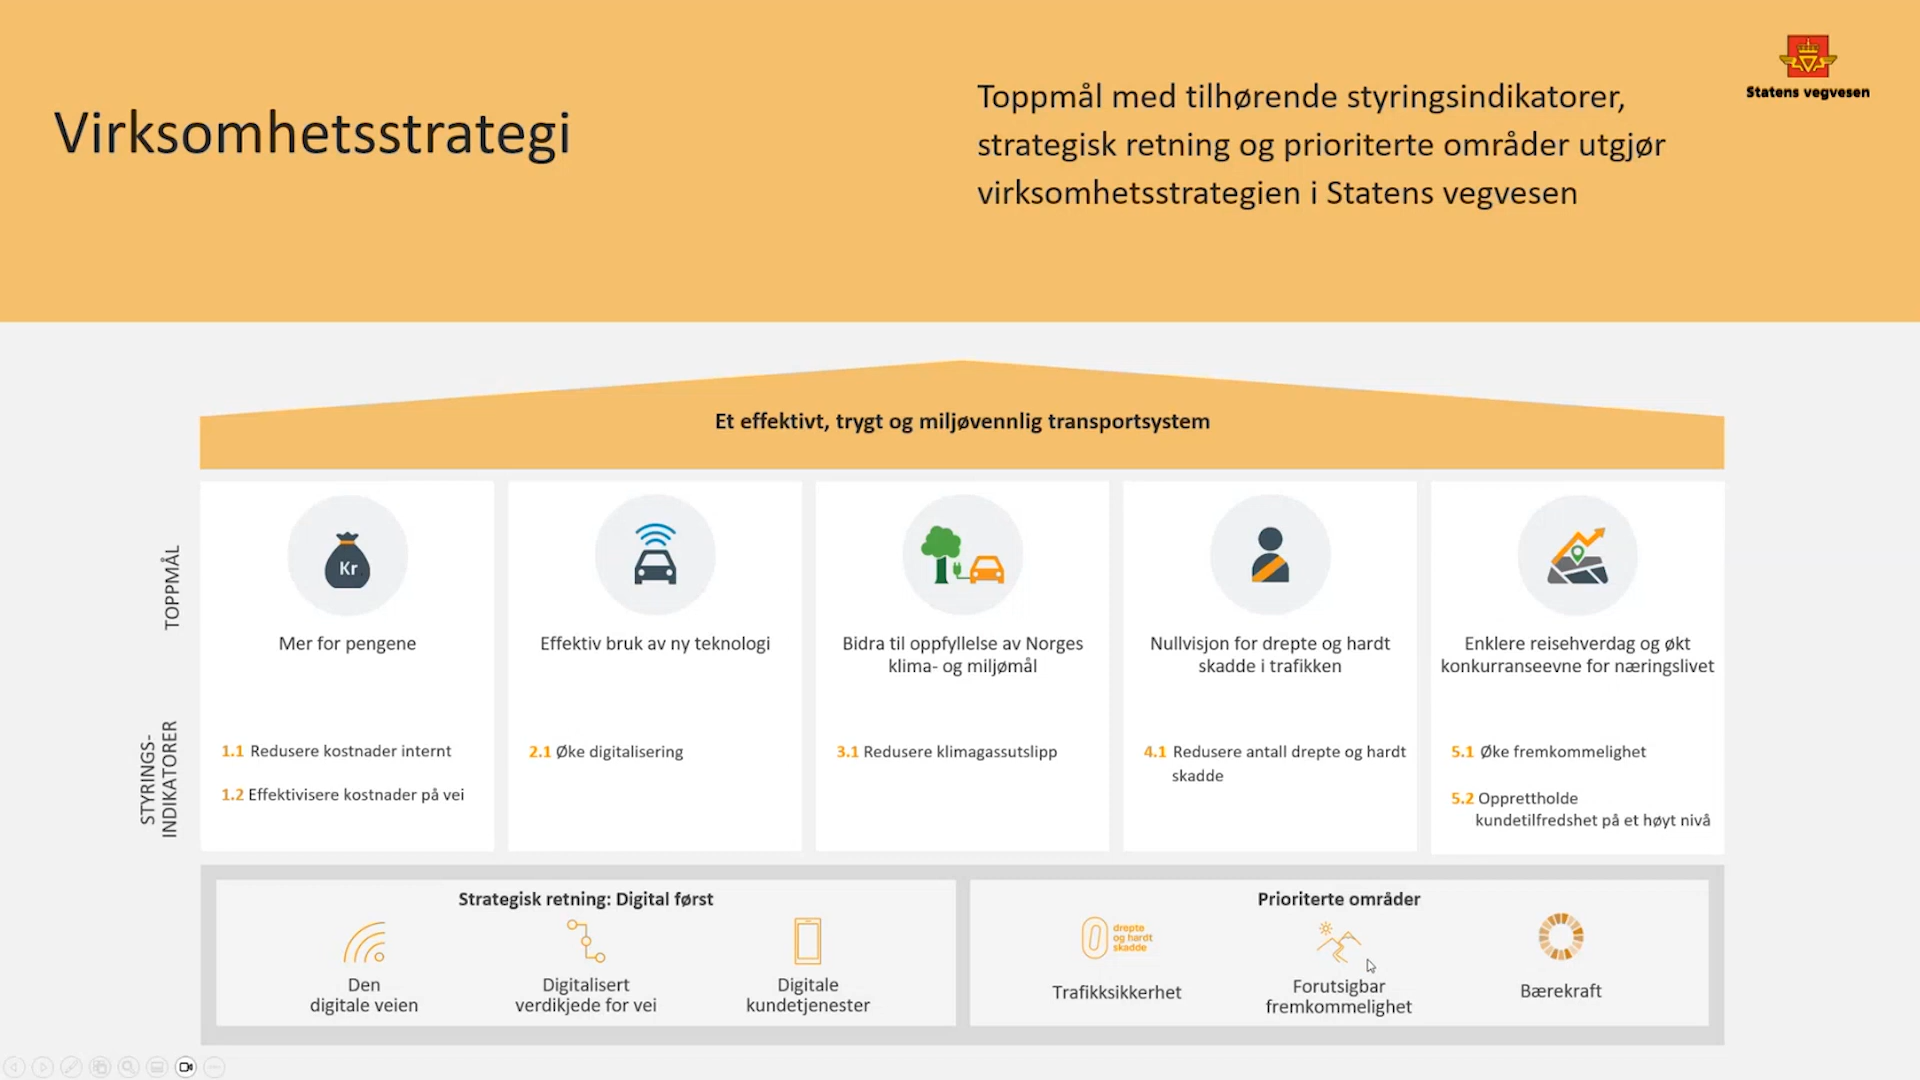 Virksomhetsstrategi
Toppmål med tilhørende styringsindikatorer,
strategisk retning og prioriterte områder utgjør
virksomhetsstrategien i Statens vegvesen
Statens vegvesen
Et effektivt, trygt og miljøvennlig transportsystem
TOPPMÅL
Kr
Mer for pengene
Effektiv bruk av ny teknologi
Bidra til oppfyllelse av Norges
klima- og miljømål
Nullvisjon for drepte og hardt
skadde i trafikken
Enklere reisehverdag og økt
konkurranseevne for næringslivet
STYRINGS-
INDIKATORER
1.1 Redusere kostnader internt
1.2 Effektivisere kostnader på vei
2.1 Øke digitalisering
3.1 Redusere klimagassutslipp
4.1 Redusere antall drepte og hardt
skadde
5.1 Øke fremkommelighet
5.2 Opprettholde
kundetilfredshet på et høyt nivå
Strategisk retning: Digital først
Den
digitale veien
Digitalisert
verdikjede for vei
Digitale
kundetjenester
Prioriterte områder
0 drepte
og hardt
skadde
Trafikksikkerhet
Forutsigbar
fremkommelighet
Bærekraft